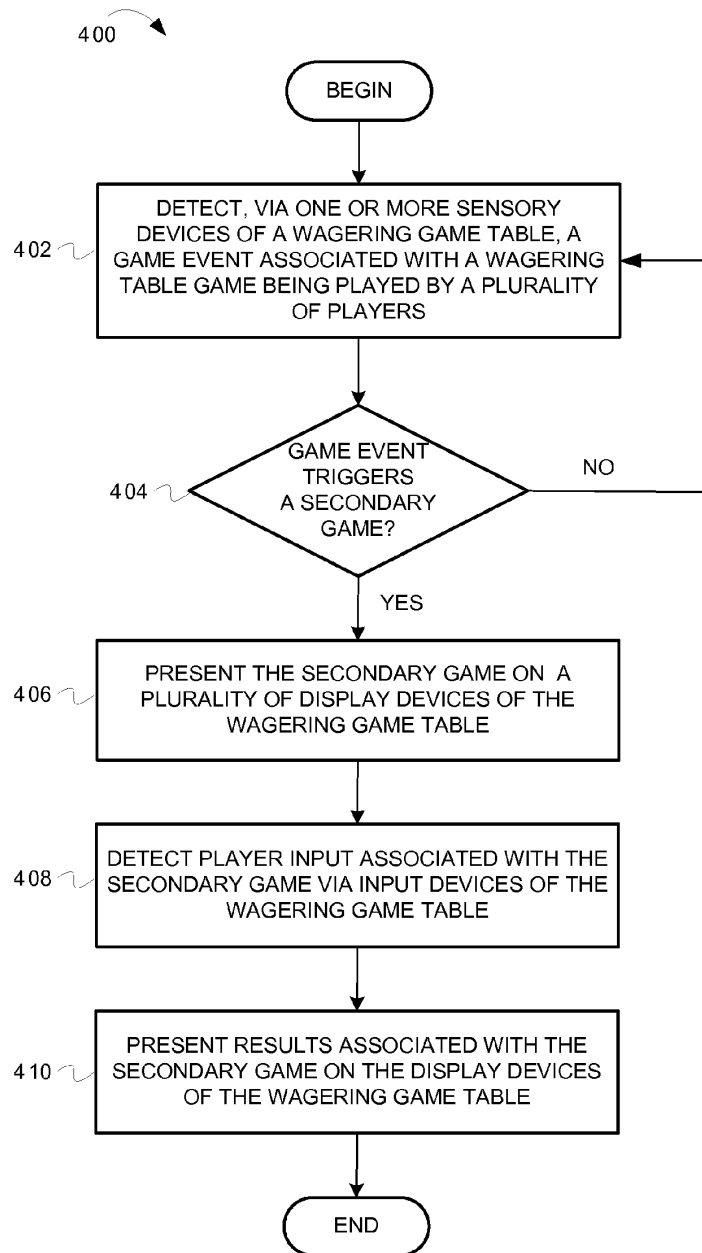 400
BEGIN
402
DETECT, VIA ONE OR MORE SENSORY
DEVICES OF A WAGERING GAME TABLE, A
GAME EVENT ASSOCIATED WITH A WAGERING
TABLE GAME BEING PLAYED BY A PLURALITY
OF PLAYERS
404
GAME EVENT
TRIGGERS
A SECONDARY
GAME?
NO
YES
406
PRESENT THE SECONDARY GAME ON A
PLURALITY OF DISPLAY DEVICES OF THE
WAGERING GAME TABLE
408
DETECT PLAYER INPUT ASSOCIATED WITH THE
SECONDARY GAME VIA INPUT DEVICES OF THE
WAGERING GAME TABLE
410
PRESENT RESULTS ASSOCIATED WITH THE
SECONDARY GAME ON THE DISPLAY DEVICES
OF THE WAGERING GAME TABLE
END